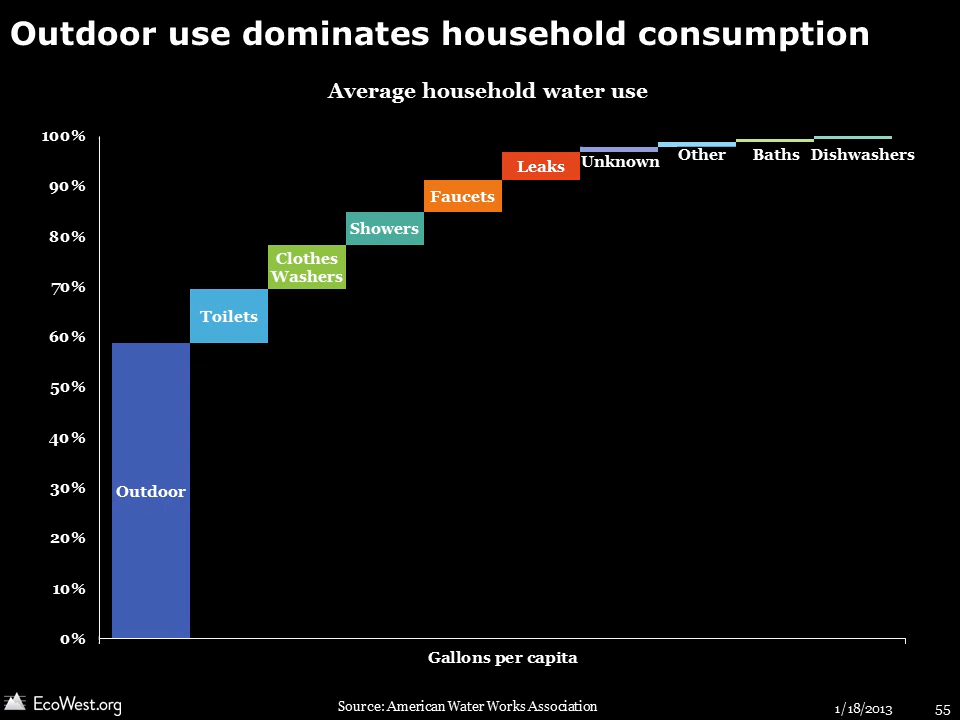 Outdoor use dominates household consumption
Average household water use
100%
90%
80%
70%
60%
50%
40%
30%
20%
10%
0%
Outdoor
Toilets
Clothes
Washers
Showers
Faucets
Leaks
Unknown
Other
Baths
Dishwashers
Gallons per capita
EcoWest.org
Source: American Water Works Association
1/18/2013
55